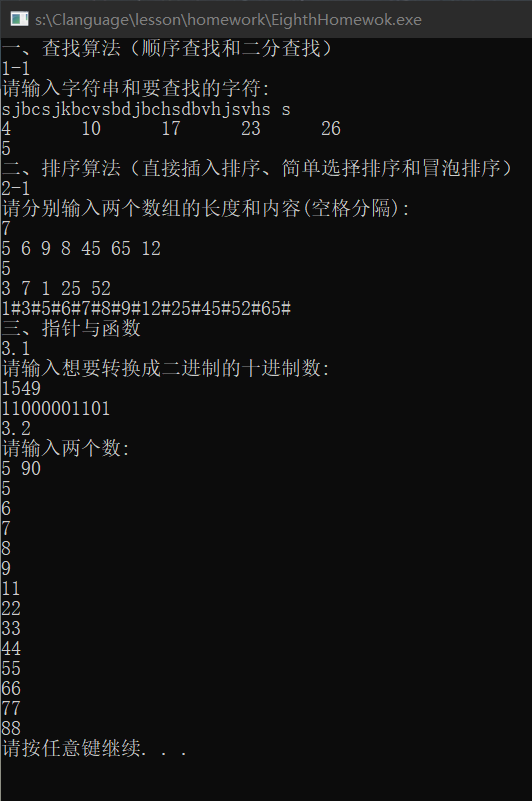 s:\Clanguage\lesson\homework\EighthHomewok.exe
一、查找算法（顺序查找和二分查找）
1-1
请输入字符串和要查找的字符:
sjbcsjkbcvsbdjbchsdbvhjsvhs s
4 10 17 23 26
5
二、排序算法（直接插入排序、简单选择排序和冒泡排序）
2-1
请分别输入两个数组的长度和内容(空格分隔):
7
5 6 9 8 45 65 12
5
3 7 1 25 52
1#3#5#6#7#8#9#12#25#45#52#65#
三、指针与函数
3.1
请输入想要转换成二进制的十进制数:
1549
11000001101
3.2
请输入两个数:
5 90
5
6
7
8
9
11
22
33
44
55
66
77
88
请按任意键继续. . .